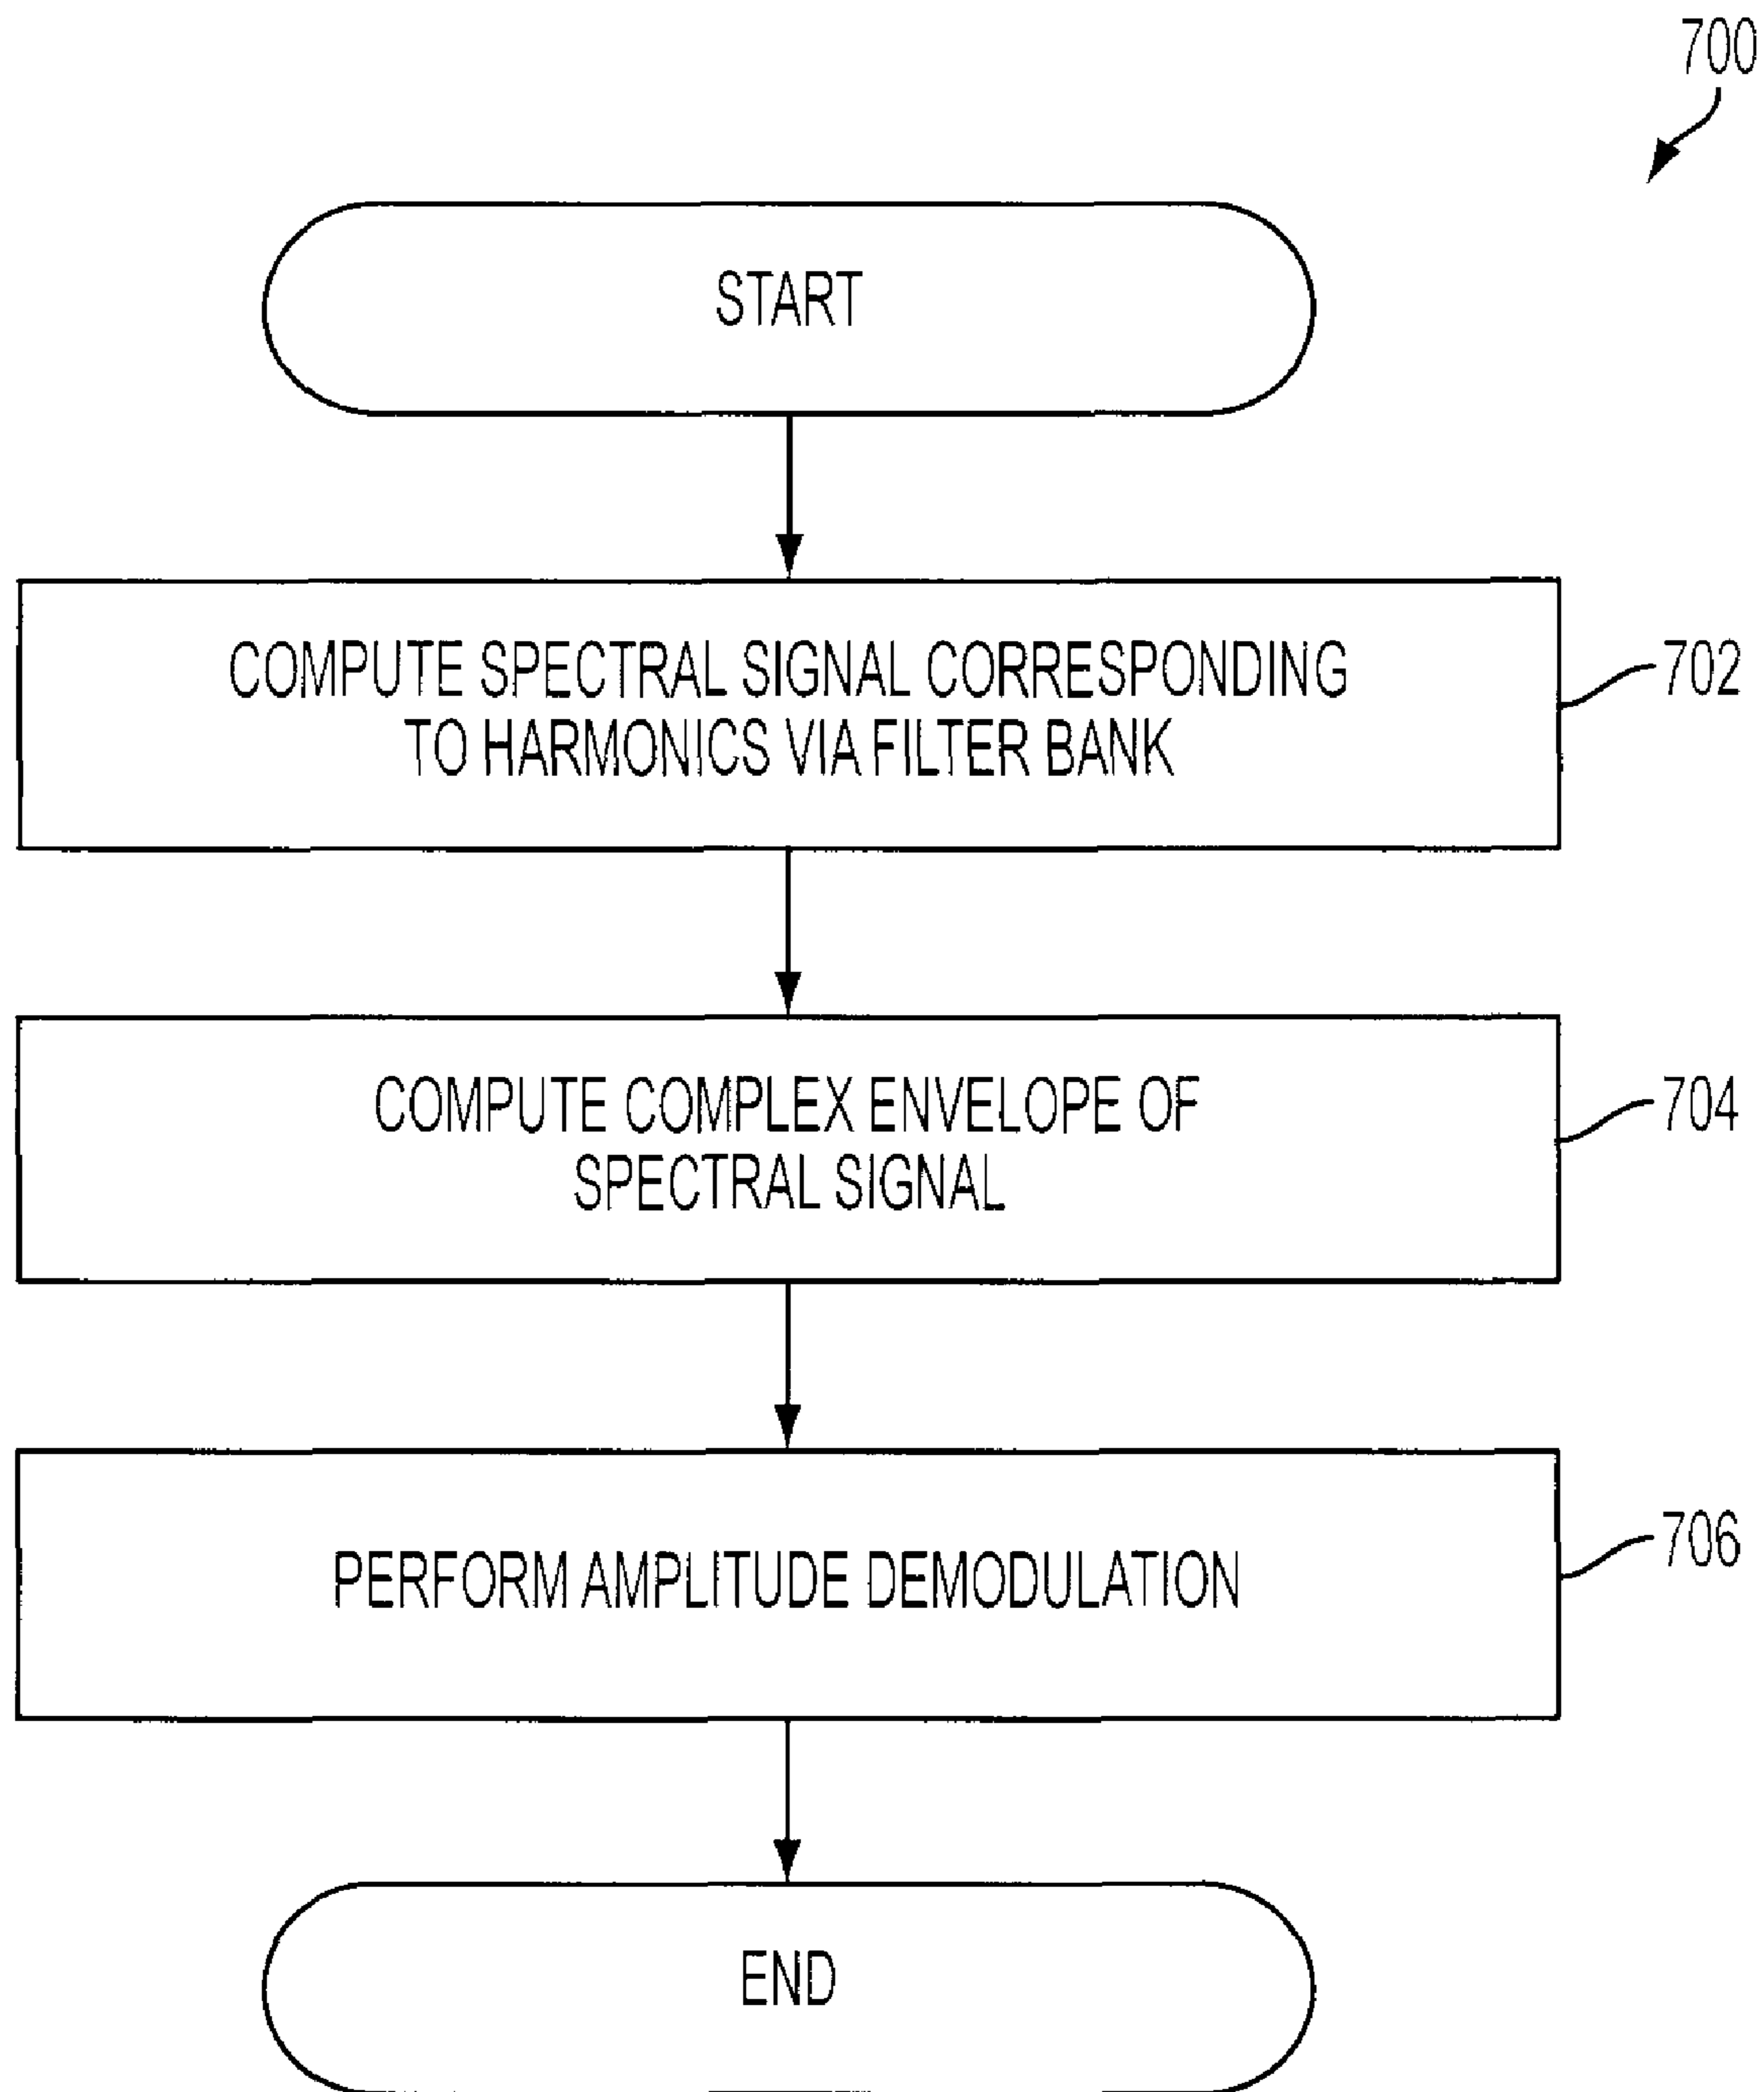 700
START
COMPUTE SPECTRAL SIGNAL CORRESPONDING
TO HARMONICS VIA FILTER BANK
702
COMPUTE COMPLEX ENVELOPE OF
SPECTRAL SIGNAL
704
PERFORM AMPLITUDE DEMODULATION
706
END